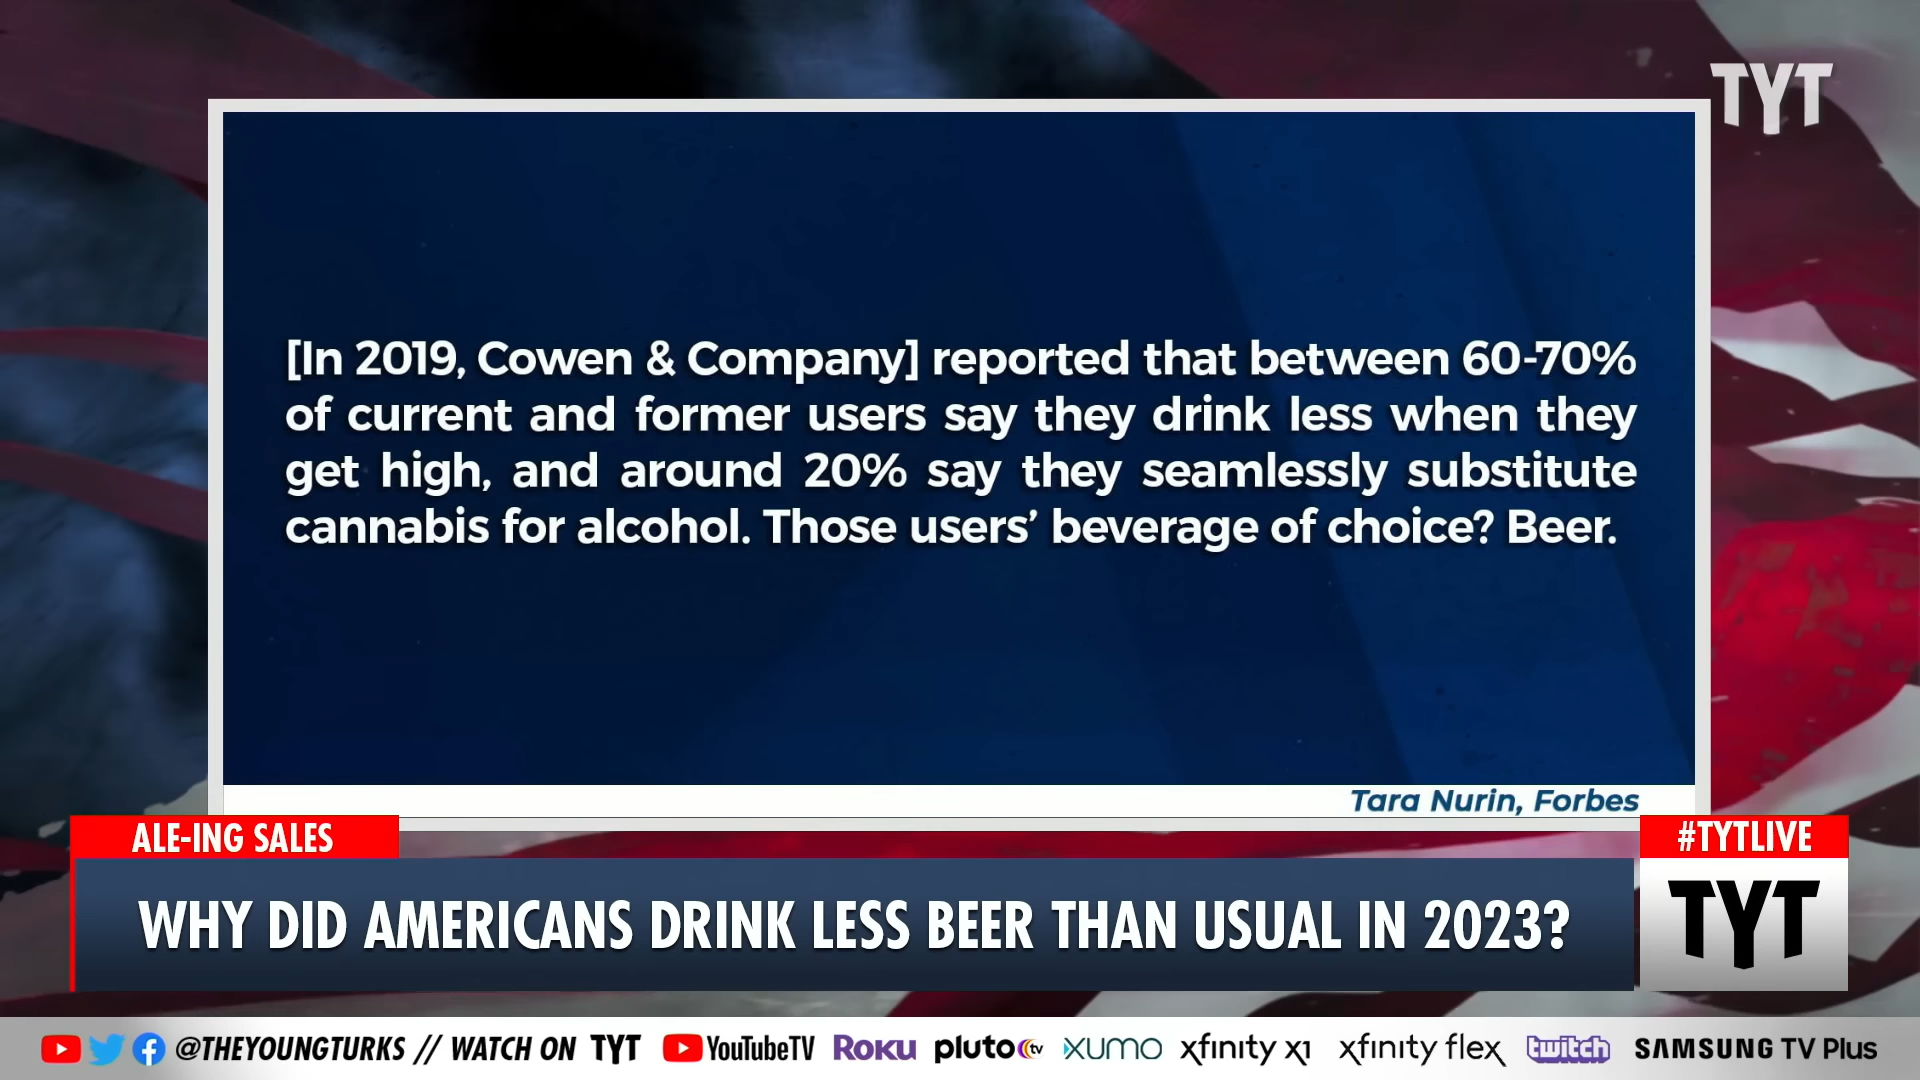 TYT
[In 2019, Cowen & Company] reported that between 60-70%
of current and former users say they drink less when they
get high, and around 20% say they seamlessly substitute
cannabis for alcohol. Those users’ beverage of choice? Beer.
Tara Nurin, Forbes
ALE-ING SALES
#TYTLIVE
WHY DID AMERICANS DRINK LESS BEER THAN USUAL IN 2023?
TYT
@THEYOUNGTURKS // WATCH ON TYT YouTubeTV ROKU pluto tv XUMO xfinity x1 xfinity flex twitch SAMSUNG TV Plus